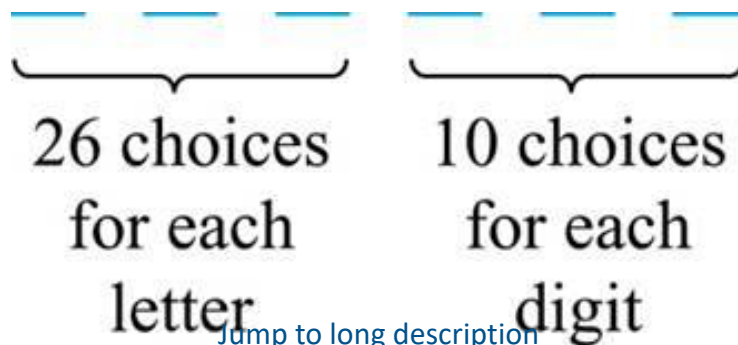 26 choices 10 choices
for each for each
letter digit
Jump to long description